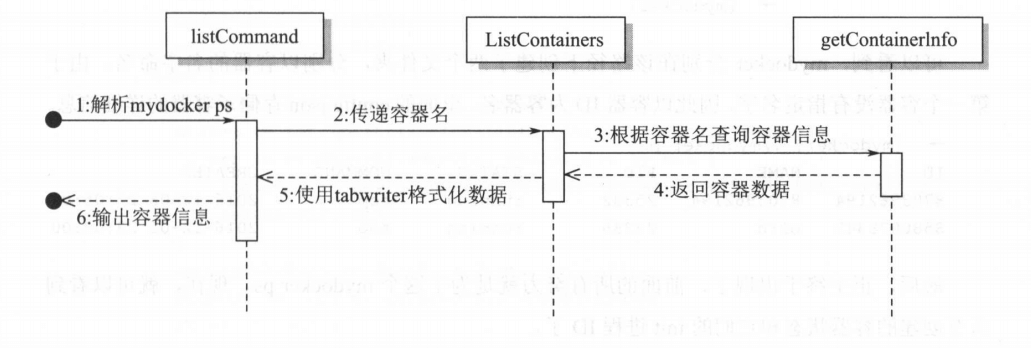 listCommand
ListContainers
getContainerInfo
1:解析mydocker ps
2:传递容器名
3:根据容器名查询容器信息
4:返回容器数据
5:使用tabwriter格式化数据
6:输出容器信息